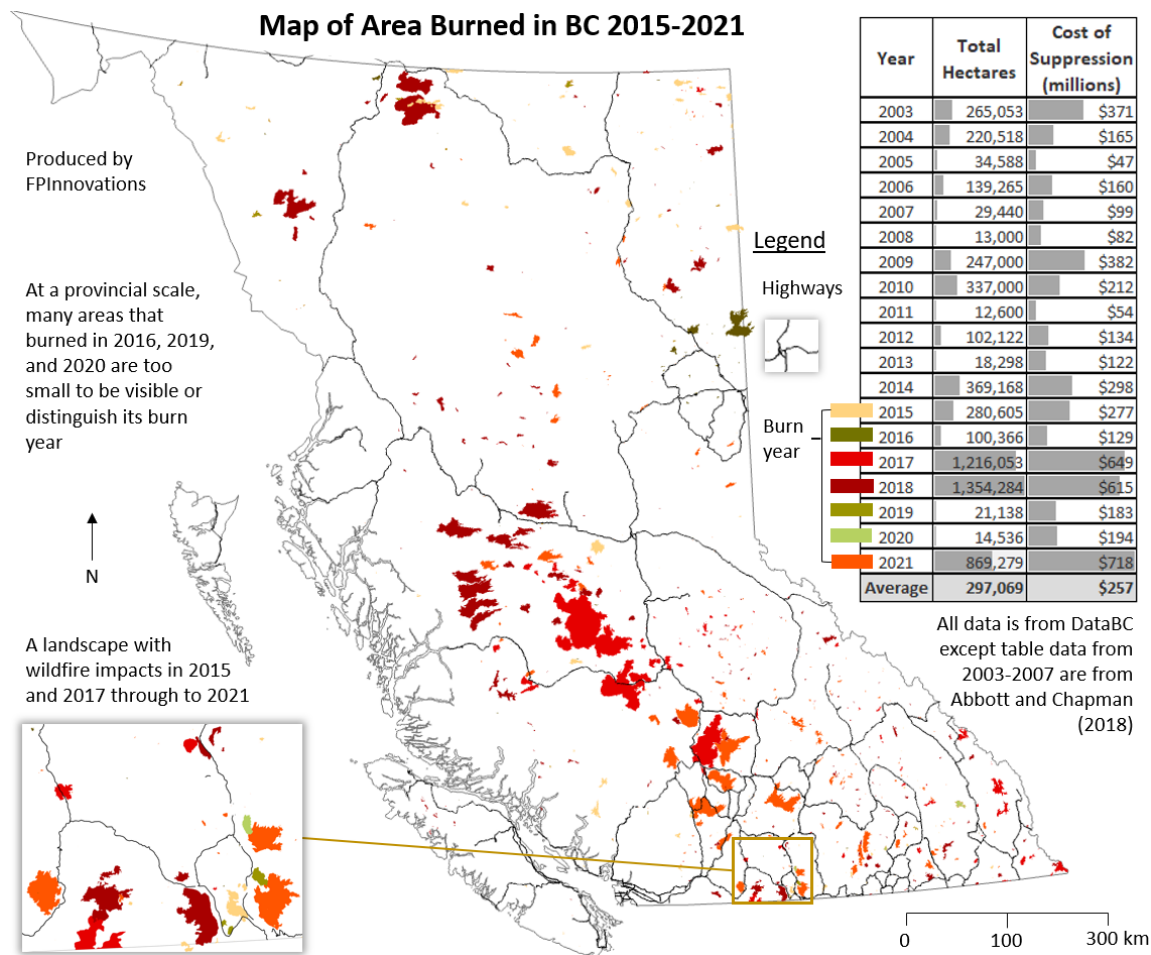 Map of Area Burned in BC 2015-2021
Produced by
FPInnovations
At a provincial scale,
many areas that
burned in 2016, 2019,
and 2020 are too
small to be visible or
distinguish its burn
year
N
A landscape with
wildfire impacts in 2015
and 2017 through to 2021
Legend
Highways
Burn
year
Year Total Hectares Cost of Suppression (millions)
2003 265,053 $371
2004 220,518 $165
2005 34,588 $47
2006 139,265 $160
2007 29,440 $99
2008 13,000 $82
2009 247,000 $382
2010 337,000 $212
2011 12,600 $54
2012 102,122 $134
2013 18,298 $122
2014 369,168 $298
2015 280,605 $277
2016 100,366 $129
2017 1,216,053 $649
2018 1,354,284 $615
2019 21,138 $183
2020 14,536 $194
2021 869,279 $718
Average 297,069 $257
All data is from DataBC
except table data from
2003-2007 are from
Abbott and Chapman
(2018)
0 100 300 km